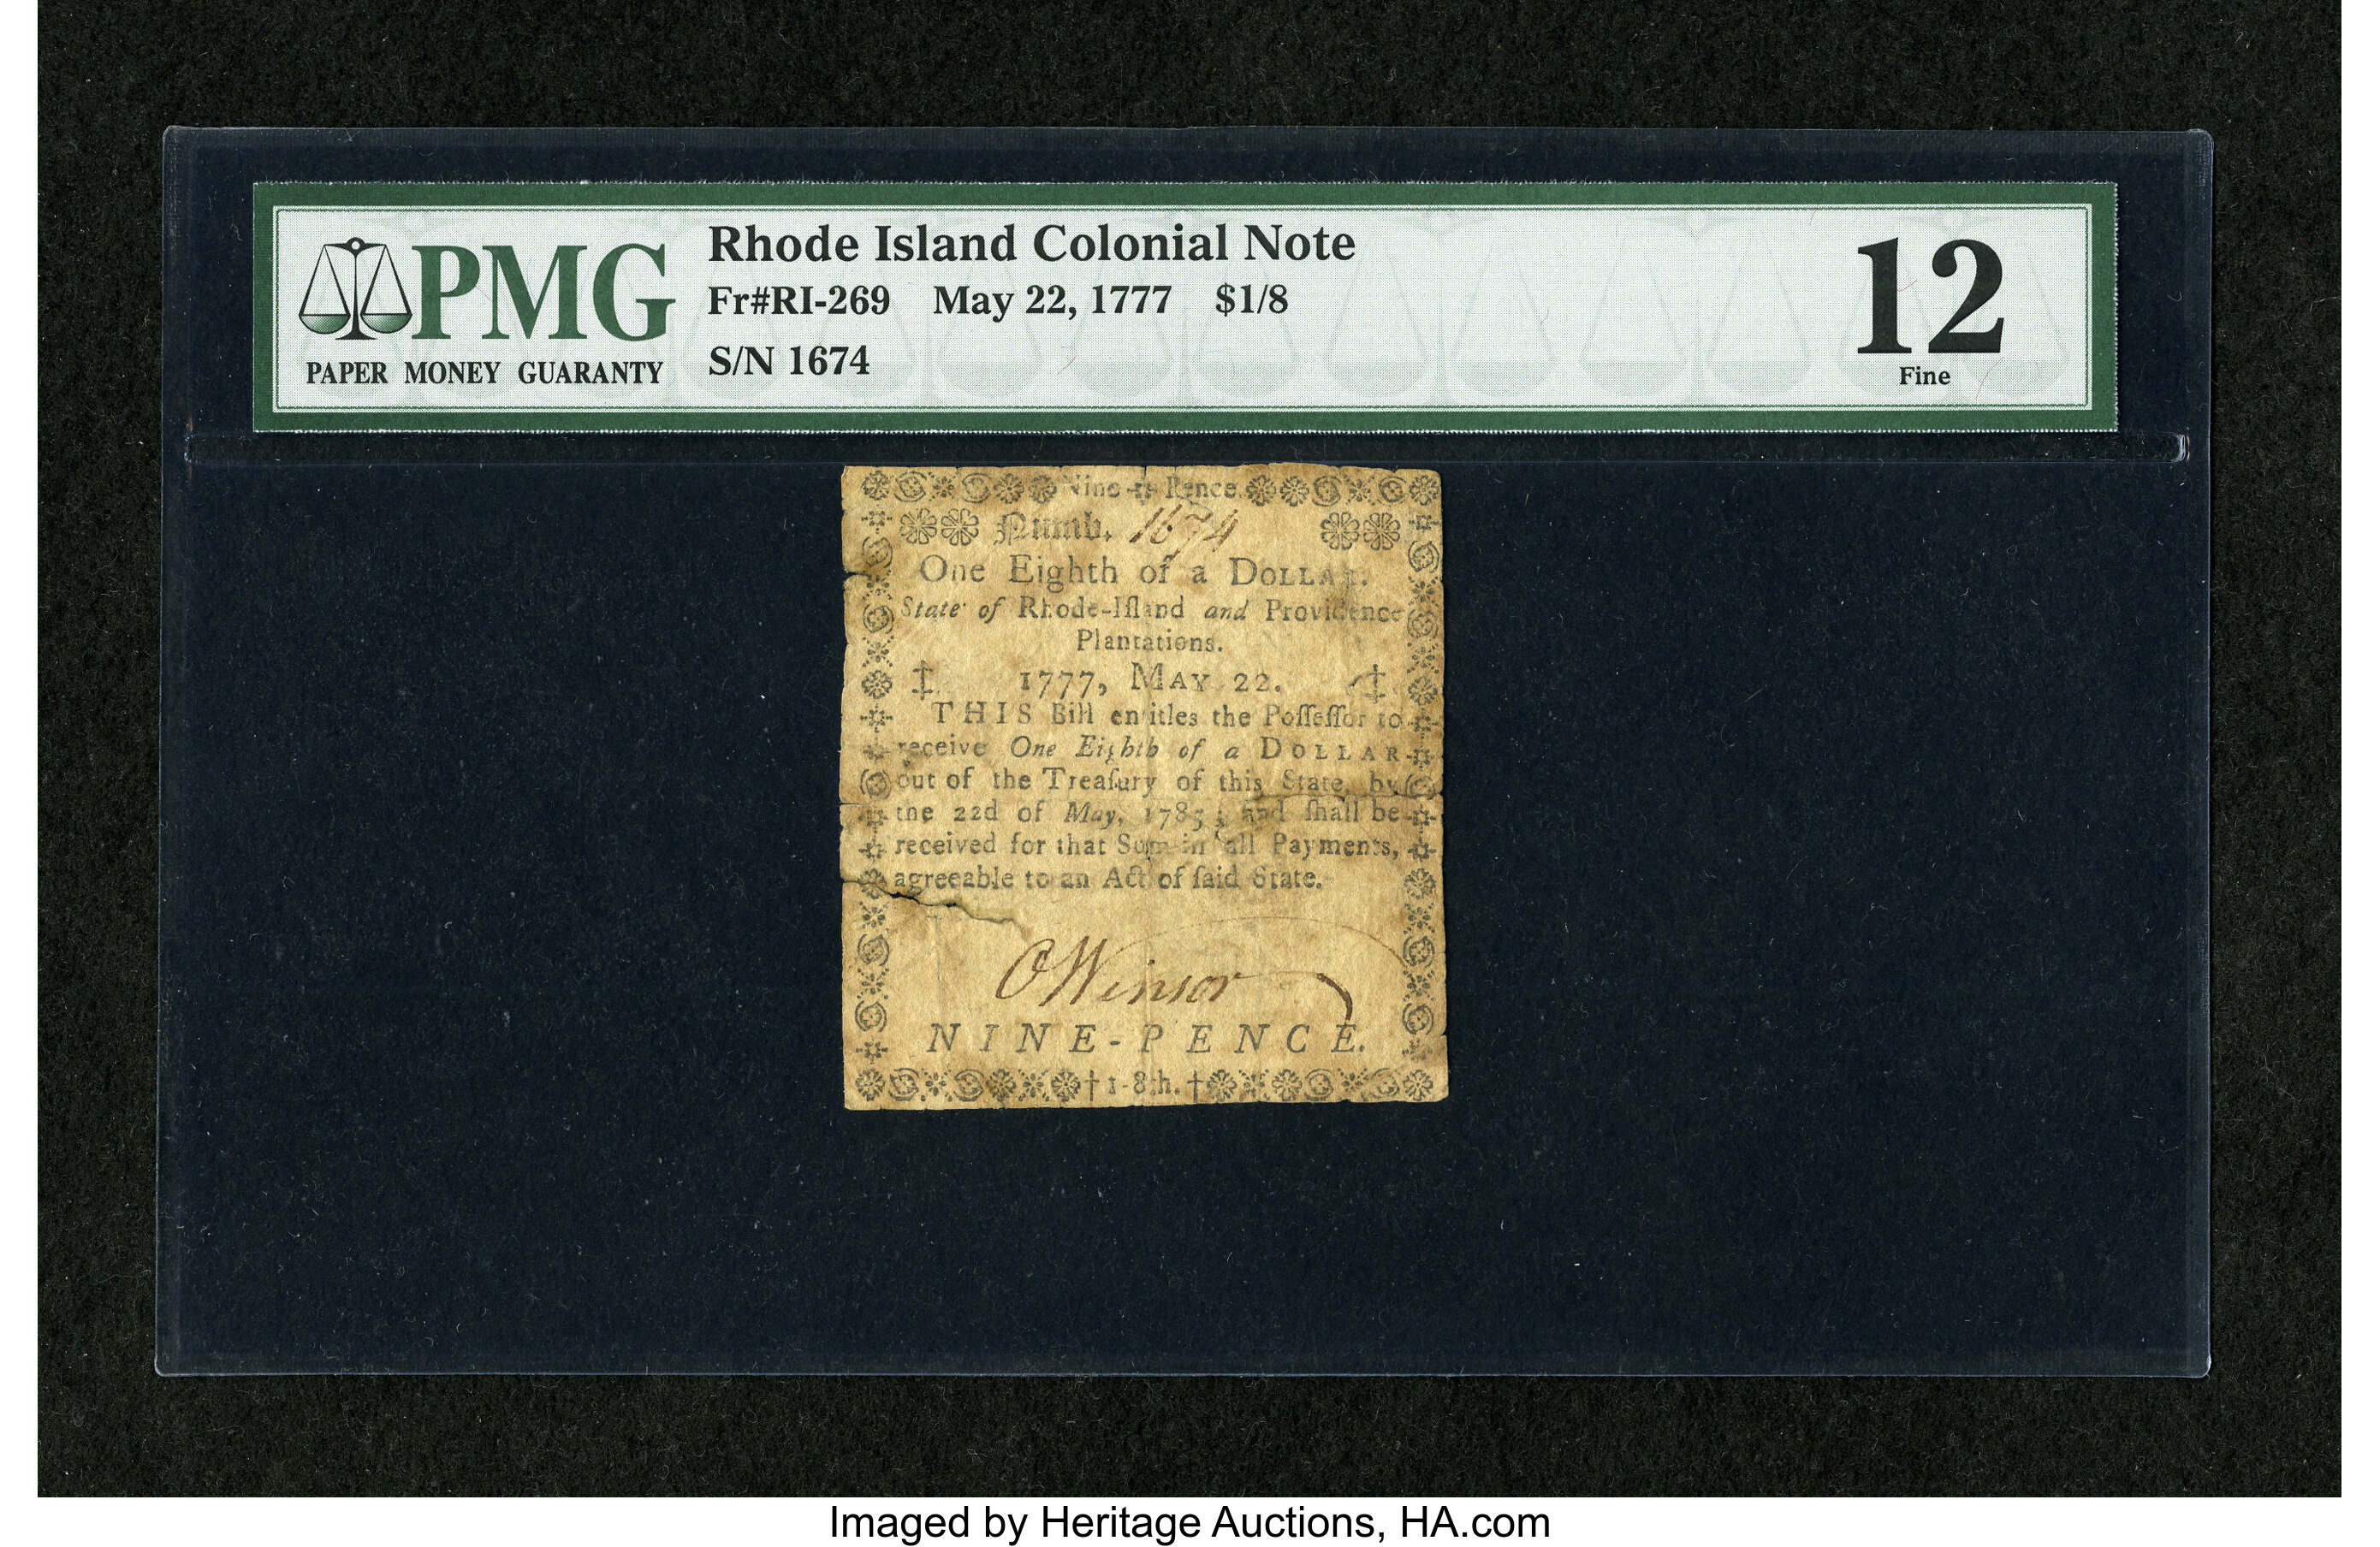 PMG
PAPER MONEY GUARANTY
Rhode Island Colonial Note
Fr#RI-269 May 22, 1777 $1/8
S/N 1674
12
Fine
Nine Pence.
Numb. 1674
One Eighth of a DOLLAR.
State of Rhode-Iſland and Providence
Plantations.
1777, MAY 22.
THIS Bill entitles the Poſſeſſor to
receive One Eighth of a DOLLAR
out of the Treaſury of this State, by
the 22d of May, 1785; and ſhall be
received for that Sum in all Payments,
agreeable to an Act of ſaid State.
O Winsor
NINE-PENCE.
†1-8th.†
Imaged by Heritage Auctions, HA.com